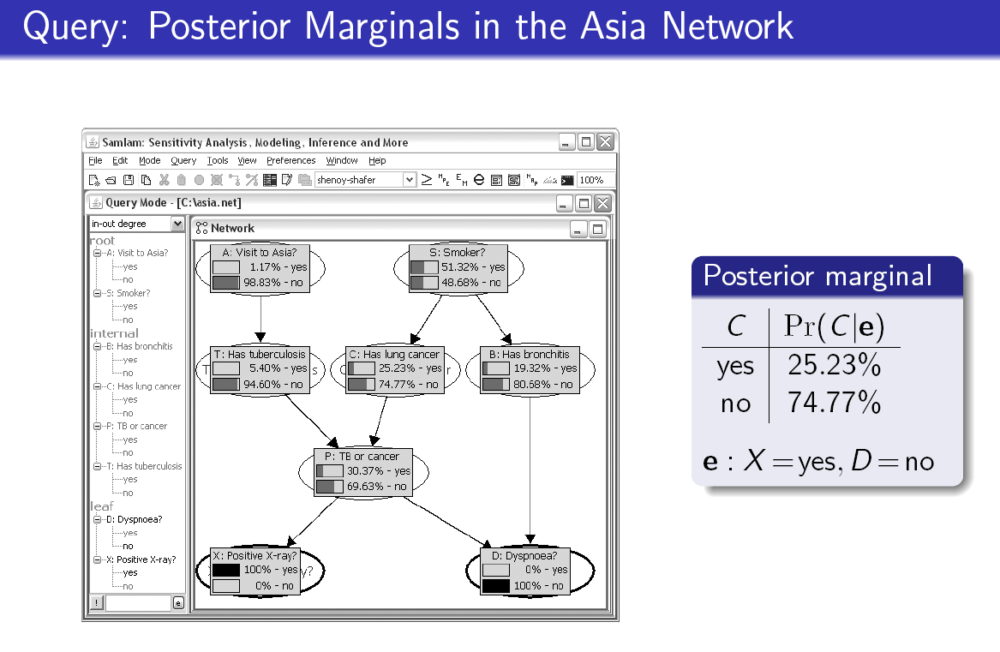 Query: Posterior Marginals in the Asia Network
SamIam: Sensitivity Analysis, Modeling, Inference and More
File Edit Mode Query Tools View Preferences Window Help
shenoy-shafer 100%
Query Mode - [C:\asia.net]
in-out degree
Network
root
A: Visit to Asia?
yes
no
S: Smoker?
yes
no
internal
B: Has bronchitis
yes
no
C: Has lung cancer
yes
no
P: TB or cancer
yes
no
T: Has tuberculosis
yes
no
leaf
D: Dyspnoea?
yes
no
X: Positive X-ray?
yes
no
! e
A: Visit to Asia?
1.17% - yes
98.83% - no
S: Smoker?
51.32% - yes
48.68% - no
T: Has tuberculosis
5.40% - yes
94.60% - no
C: Has lung cancer
25.23% - yes
74.77% - no
B: Has bronchitis
19.32% - yes
80.68% - no
P: TB or cancer
30.37% - yes
69.63% - no
X: Positive X-ray?
100% - yes
0% - no
D: Dyspnoea?
0% - yes
100% - no
Posterior marginal
C Pr(C|e)
yes 25.23%
no 74.77%
e : X = yes, D = no